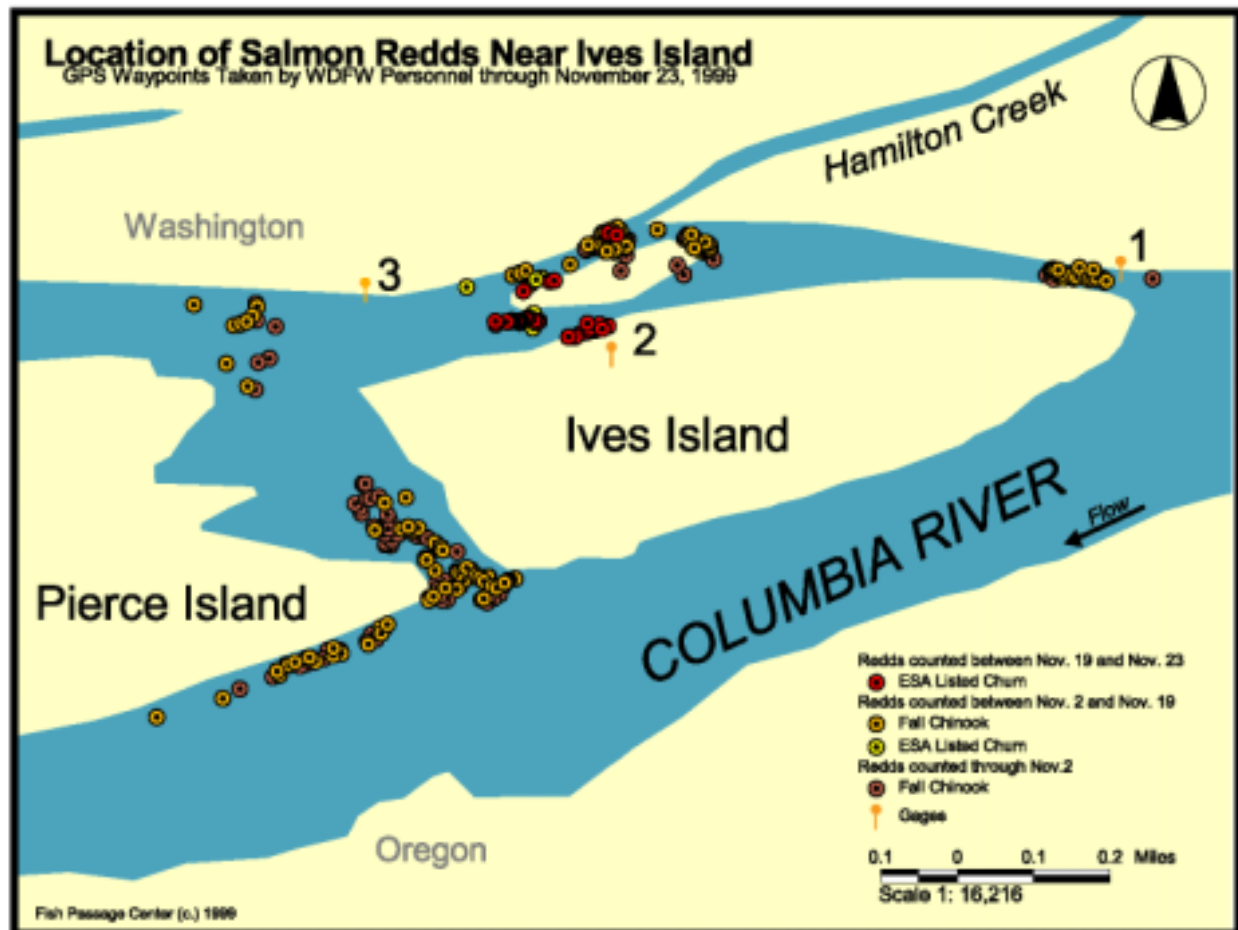 Location of Salmon Redds Near Ives Island
GPS Waypoints Taken by WDFW Personnel through November 23, 1999
Hamilton Creek
Washington
1
3
2
Ives Island
COLUMBIA RIVER
Flow
Pierce Island
Redds counted between Nov. 19 and Nov. 23
ESA Listed Chum
Redds counted between Nov. 2 and Nov. 19
Fall Chinook
ESA Listed Chum
Redds counted through Nov.2
Fall Chinook
Gages
Oregon
0.1 0 0.1 0.2 Miles
Scale 1: 16,216
Fish Passage Center (c.) 1999